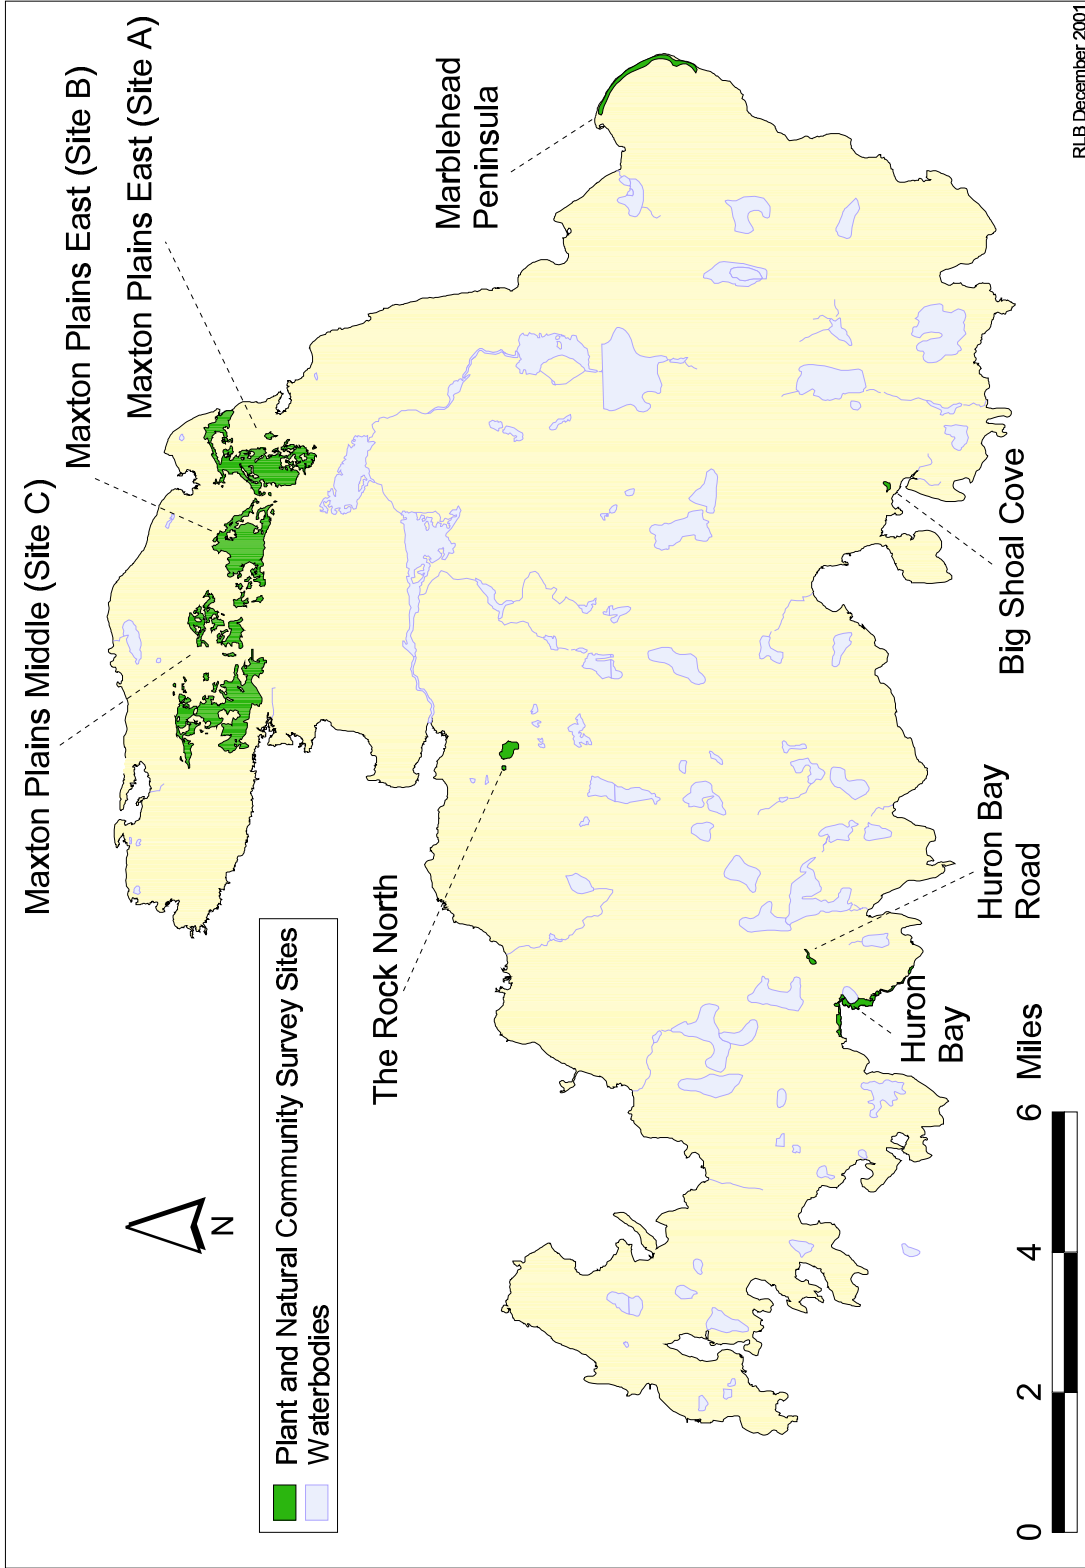 Maxton Plains Middle (Site C)
Maxton Plains East (Site B)
Maxton Plains East (Site A)
Marblehead
Peninsula
The Rock North
N
Plant and Natural Community Survey Sites
Waterbodies
Big Shoal Cove
Huron Bay
Road
Huron
Bay
0 2 4 6 Miles
RLB December 2001